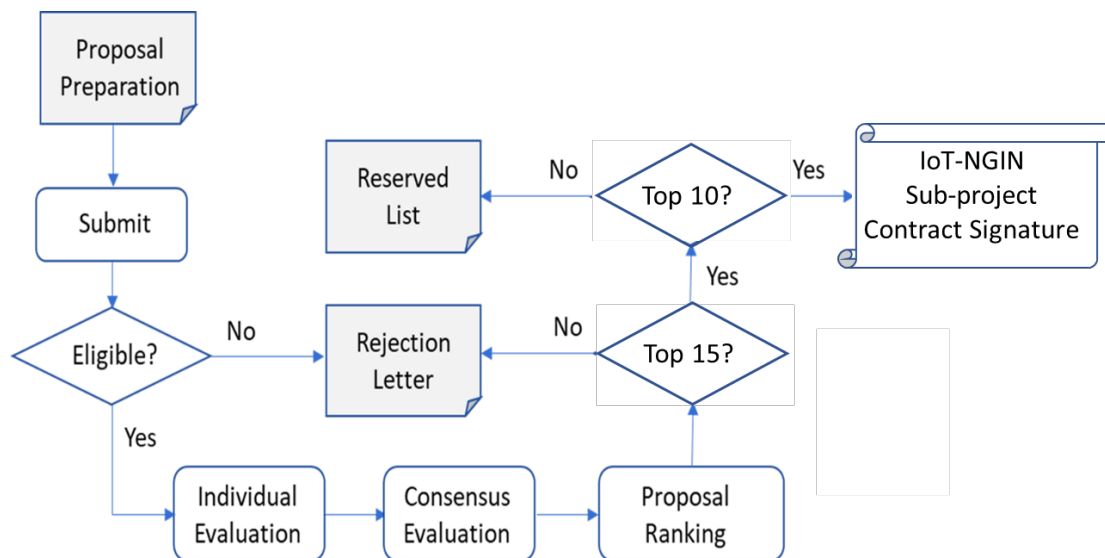 Proposal
Preparation
Submit
Eligible?
No
Yes
Individual
Evaluation
Consensus
Evaluation
Proposal
Ranking
Top 15?
No
Rejection
Letter
Yes
Top 10?
No
Reserved
List
Yes
IoT-NGIN
Sub-project
Contract Signature